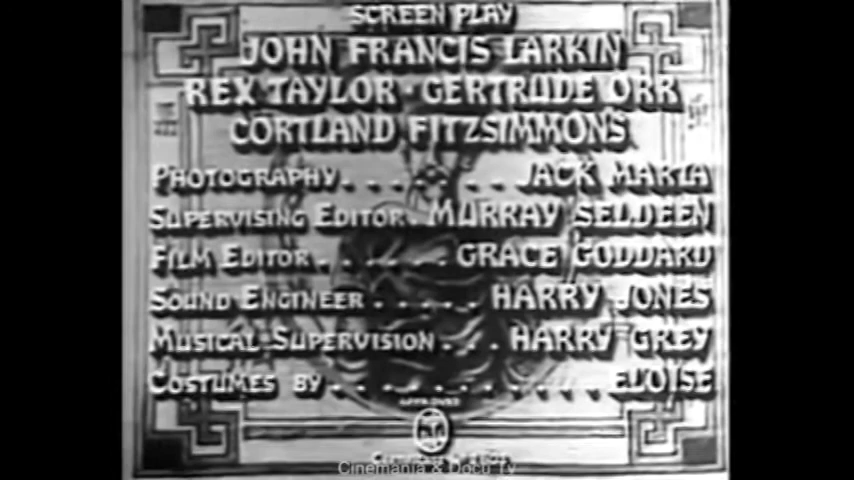 SCREEN PLAY
JOHN FRANCIS LARKIN
REX TAYLOR · GERTRUDE ORR
CORTLAND FITZSIMMONS
PHOTOGRAPHY. . . . . . . . JACK MARTA
SUPERVISING EDITOR. MURRAY SELDEEN
FILM EDITOR . . . . . . GRACE GODDARD
SOUND ENGINEER . . . . . HARRY JONES
MUSICAL SUPERVISION . . . HARRY GREY
COSTUMES BY . . . . . . . . . . . . ELOISE
APPROVED
Cinemania & Docu Tv